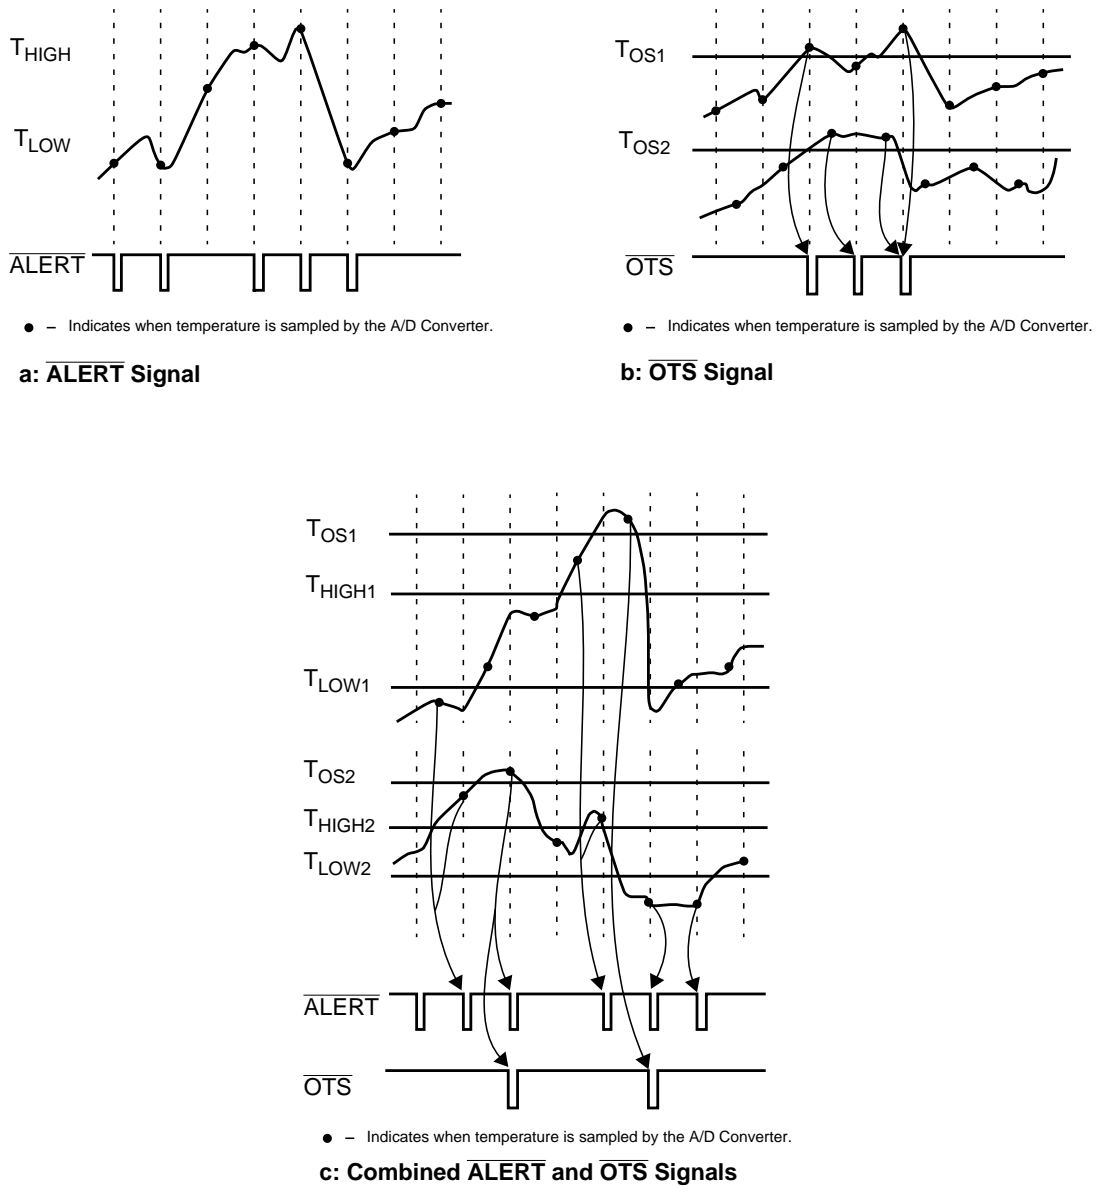 THIGH
TLOW
ALERT
● – Indicates when temperature is sampled by the A/D Converter.
a: ALERT Signal
TOS1
TOS2
OTS
● – Indicates when temperature is sampled by the A/D Converter.
b: OTS Signal
TOS1
THIGH1
TLOW1
TOS2
THIGH2
TLOW2
ALERT
OTS
● – Indicates when temperature is sampled by the A/D Converter.
c: Combined ALERT and OTS Signals